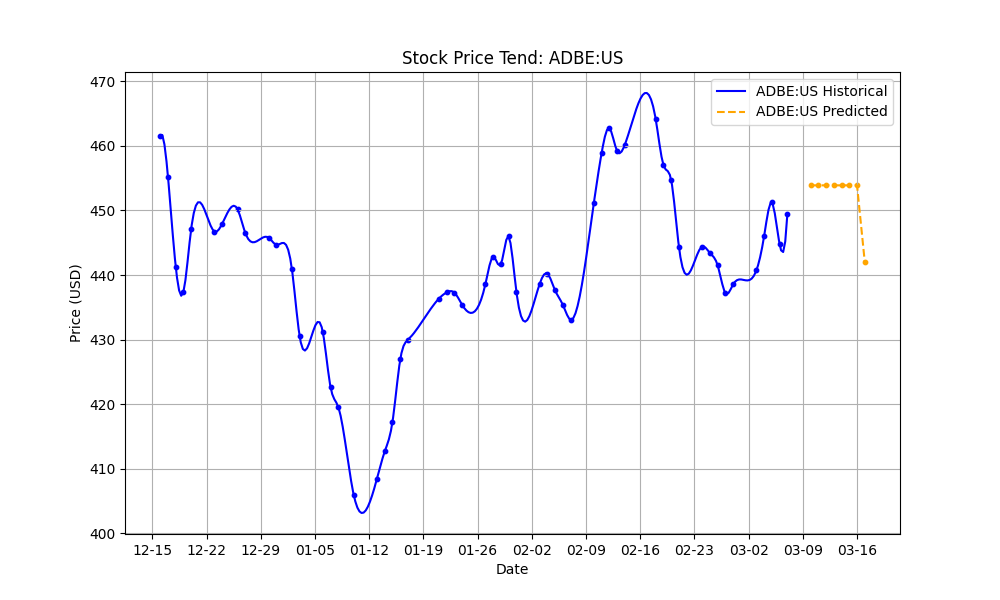 Stock Price Tend: ADBE:US
ADBE:US Historical
ADBE:US Predicted
Price (USD)
470
460
450
440
430
420
410
400
12-15 12-22 12-29 01-05 01-12 01-19 01-26 02-02 02-09 02-16 02-23 03-02 03-09 03-16
Date